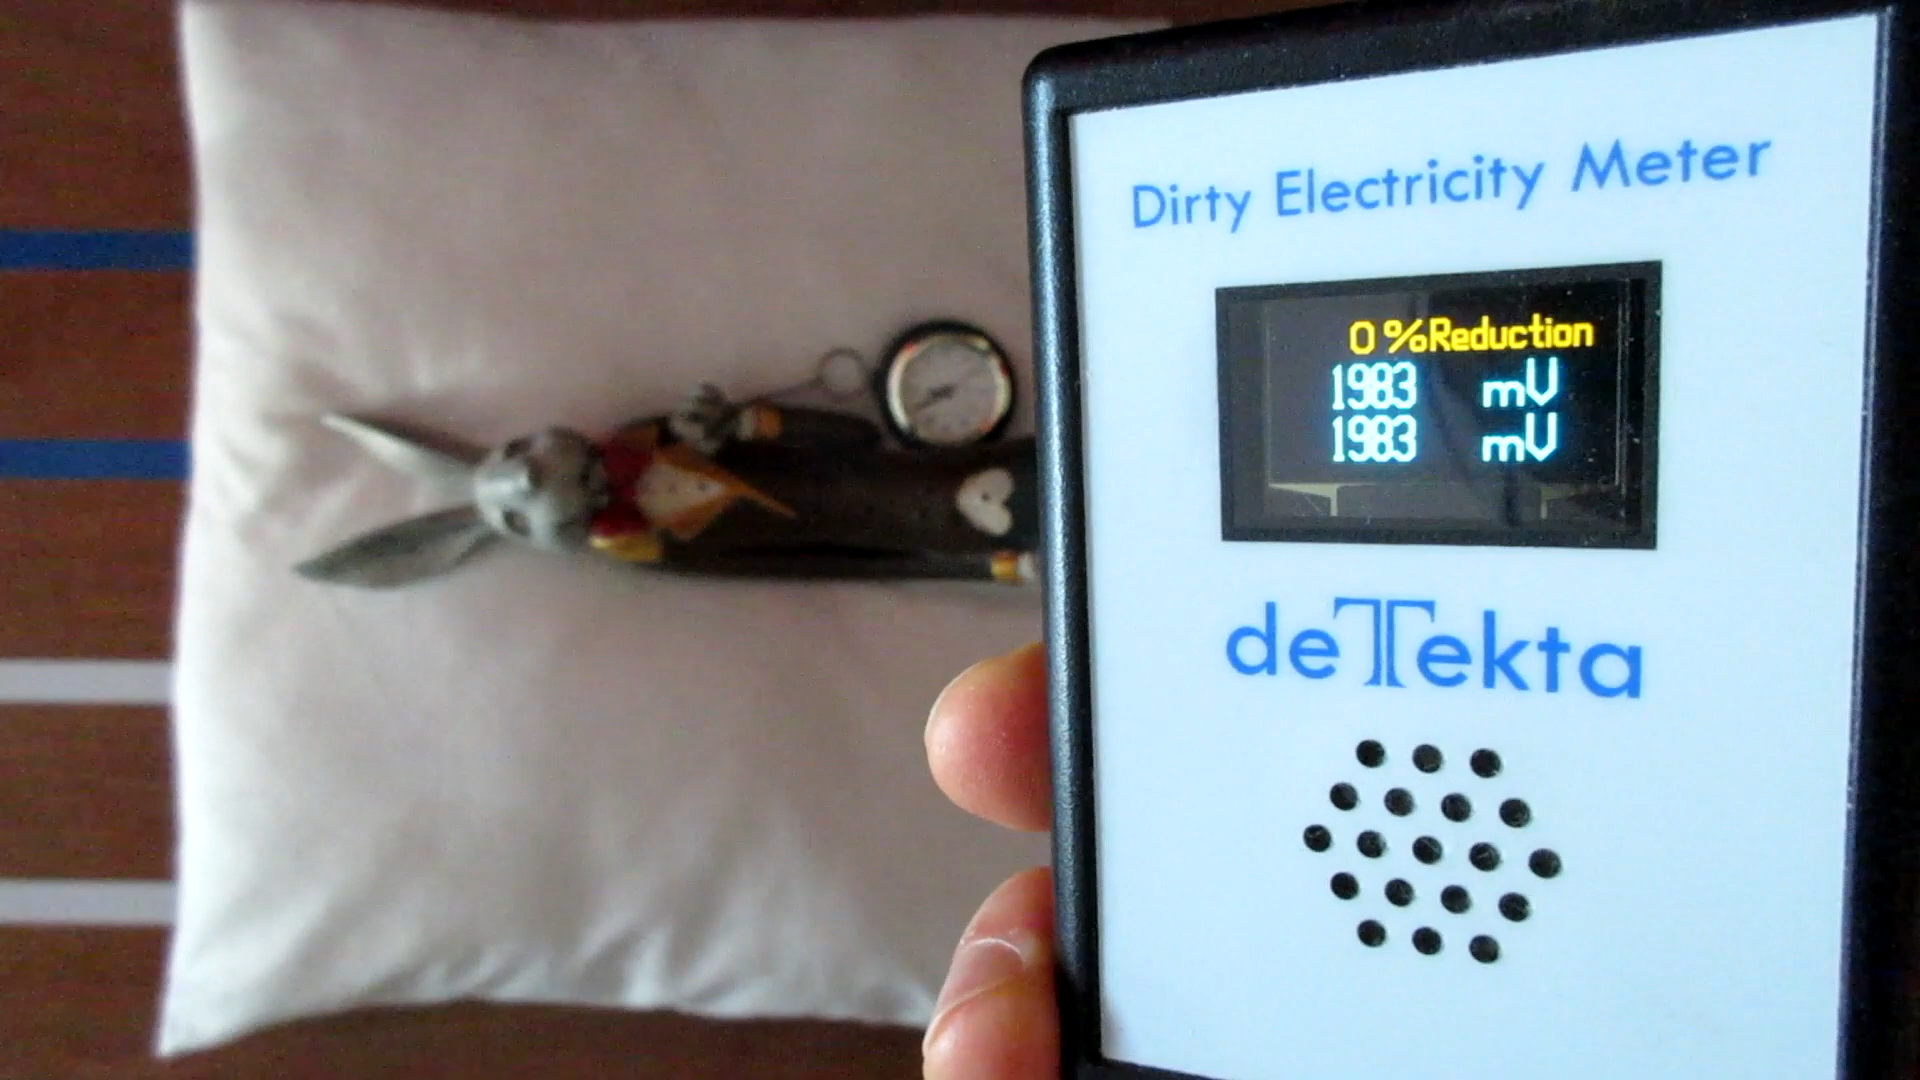 Dirty Electricity Meter
0 %Reduction
1983 mV
1983 mV
deTekta